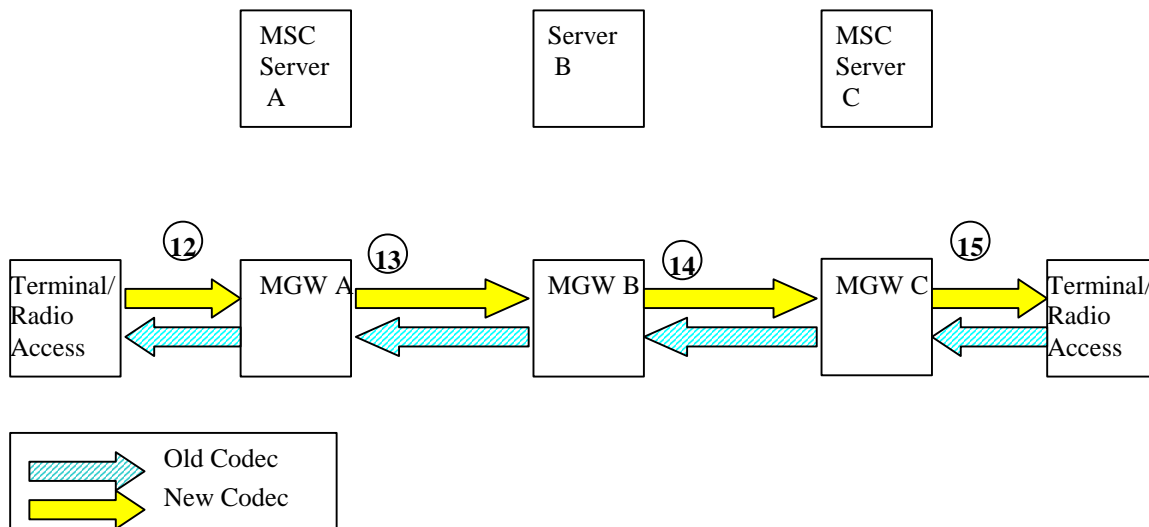 MSC
Server
A
Server
B
MSC
Server
C
12
13
14
15
Terminal/
Radio
Access
MGW A
MGW B
MGW C
Terminal/
Radio
Access
Old Codec
New Codec